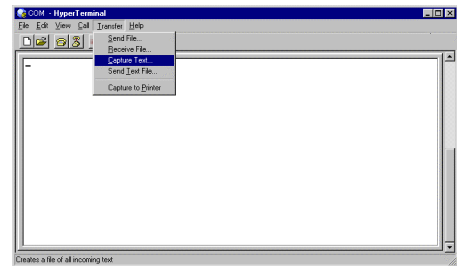 COM - HyperTerminal
File Edit View Call Transfer Help
Send File...
Receive File...
Capture Text...
Send Text File...
Capture to Printer
Creates a file of all incoming text